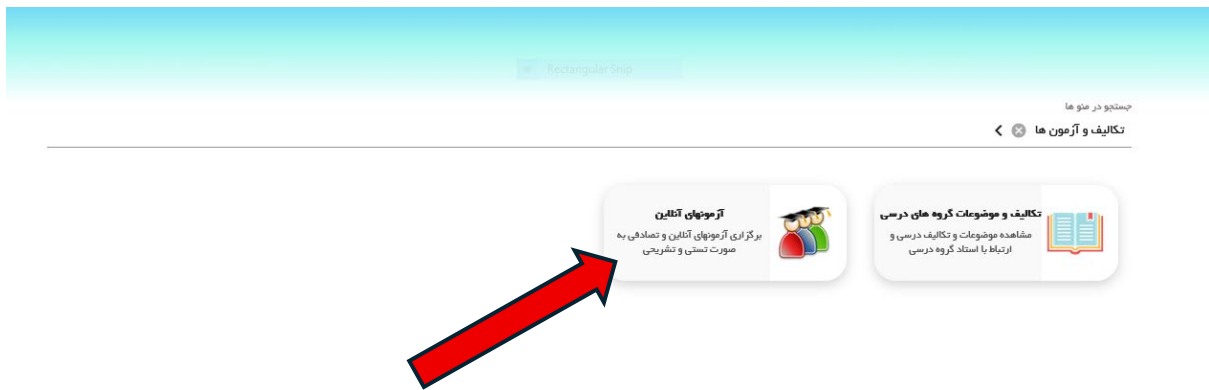 Rectangular Snip
جستجو در منو ها
تکالیف و آزمون ها
تکالیف و موضوعات گروه های درسی
مشاهده موضوعات و تکالیف درسی و
ارتباط با استاد گروه درسی
آزمونهای آنلاین
برگزاری آزمونهای آنلاین و تصادفی به
صورت تستی و تشریحی